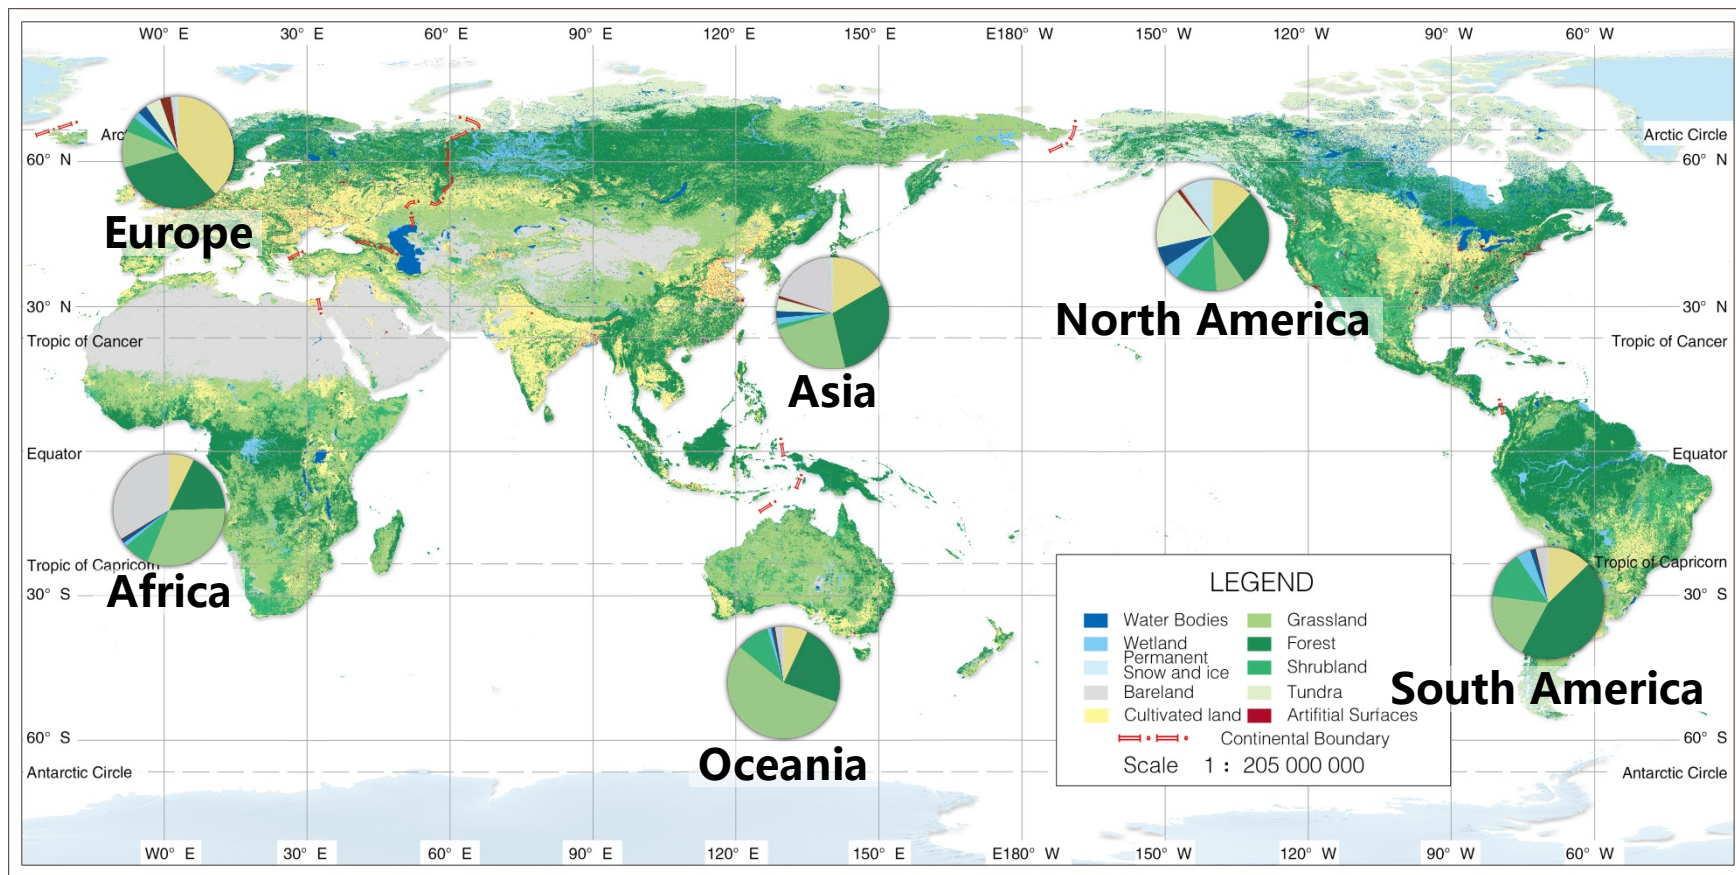 W0° E 30° E 60° E 90° E 120° E 150° E E180° W 150° W 120° W 90° W 60° W
Arc
Arctic Circle
60° N
60° N
Europe
North America
30° N
30° N
Tropic of Cancer
Tropic of Cancer
Asia
Equator
Equator
Tropic of Capricorn
Tropic of Capricorn
Africa
30° S
30° S
LEGEND
Water Bodies Grassland
Wetland Forest
Permanent
Snow and ice Shrubland
Bareland Tundra
Cultivated land Artifitial Surfaces
Continental Boundary
Scale 1 : 205 000 000
South America
Oceania
60° S
60° S
Antarctic Circle
Antarctic Circle
W0° E 30° E 60° E 90° E 120° E 150° E E180° W 150° W 120° W 90° W 60° W